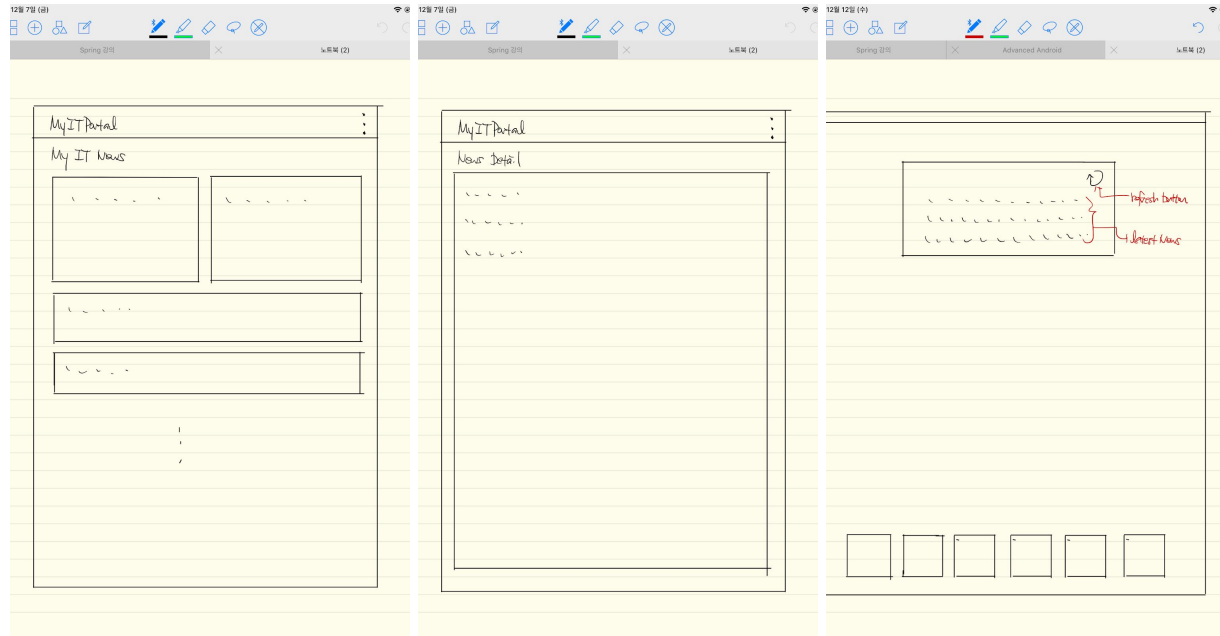 12월 7일 (금)
Spring 강의
노트북 (2)
MyITPortal
My IT News
12월 7일 (금)
Spring 강의
노트북 (2)
MyITPortal
News Detail
12월 12일 (수)
Spring 강의
Advanced Android
노트북 (2)
refresh button
latest News